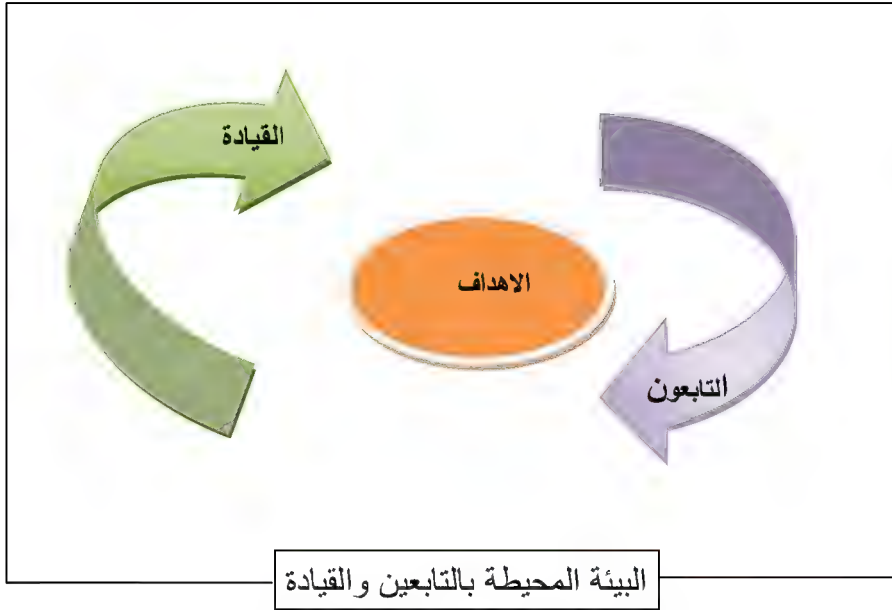 القيادة
الاهداف
التابعون
البيئة المحيطة بالتابعين والقيادة